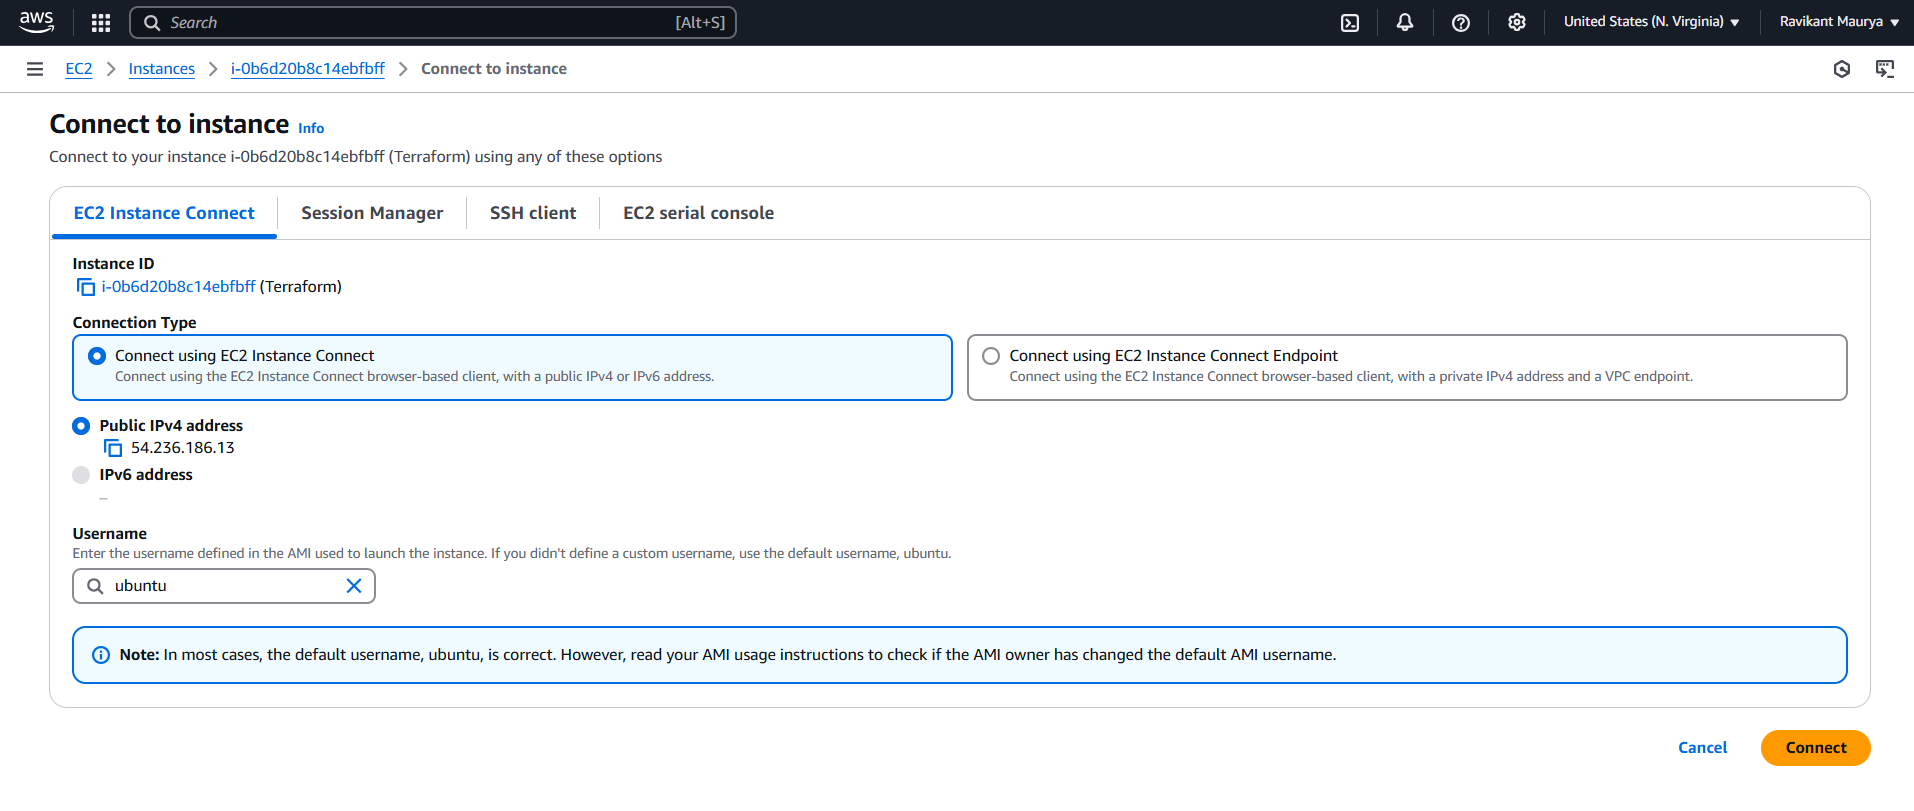 aws
Search [Alt+S]
United States (N. Virginia)
Ravikant Maurya
EC2 Instances i-0b6d20b8c14ebfbff Connect to instance
Connect to instance Info
Connect to your instance i-0b6d20b8c14ebfbff (Terraform) using any of these options
EC2 Instance Connect Session Manager SSH client EC2 serial console
Instance ID
i-0b6d20b8c14ebfbff (Terraform)
Connection Type
Connect using EC2 Instance Connect
Connect using the EC2 Instance Connect browser-based client, with a public IPv4 or IPv6 address.
Connect using EC2 Instance Connect Endpoint
Connect using the EC2 Instance Connect browser-based client, with a private IPv4 address and a VPC endpoint.
Public IPv4 address
54.236.186.13
IPv6 address
–
Username
Enter the username defined in the AMI used to launch the instance. If you didn't define a custom username, use the default username, ubuntu.
ubuntu
Note: In most cases, the default username, ubuntu, is correct. However, read your AMI usage instructions to check if the AMI owner has changed the default AMI username.
Cancel Connect